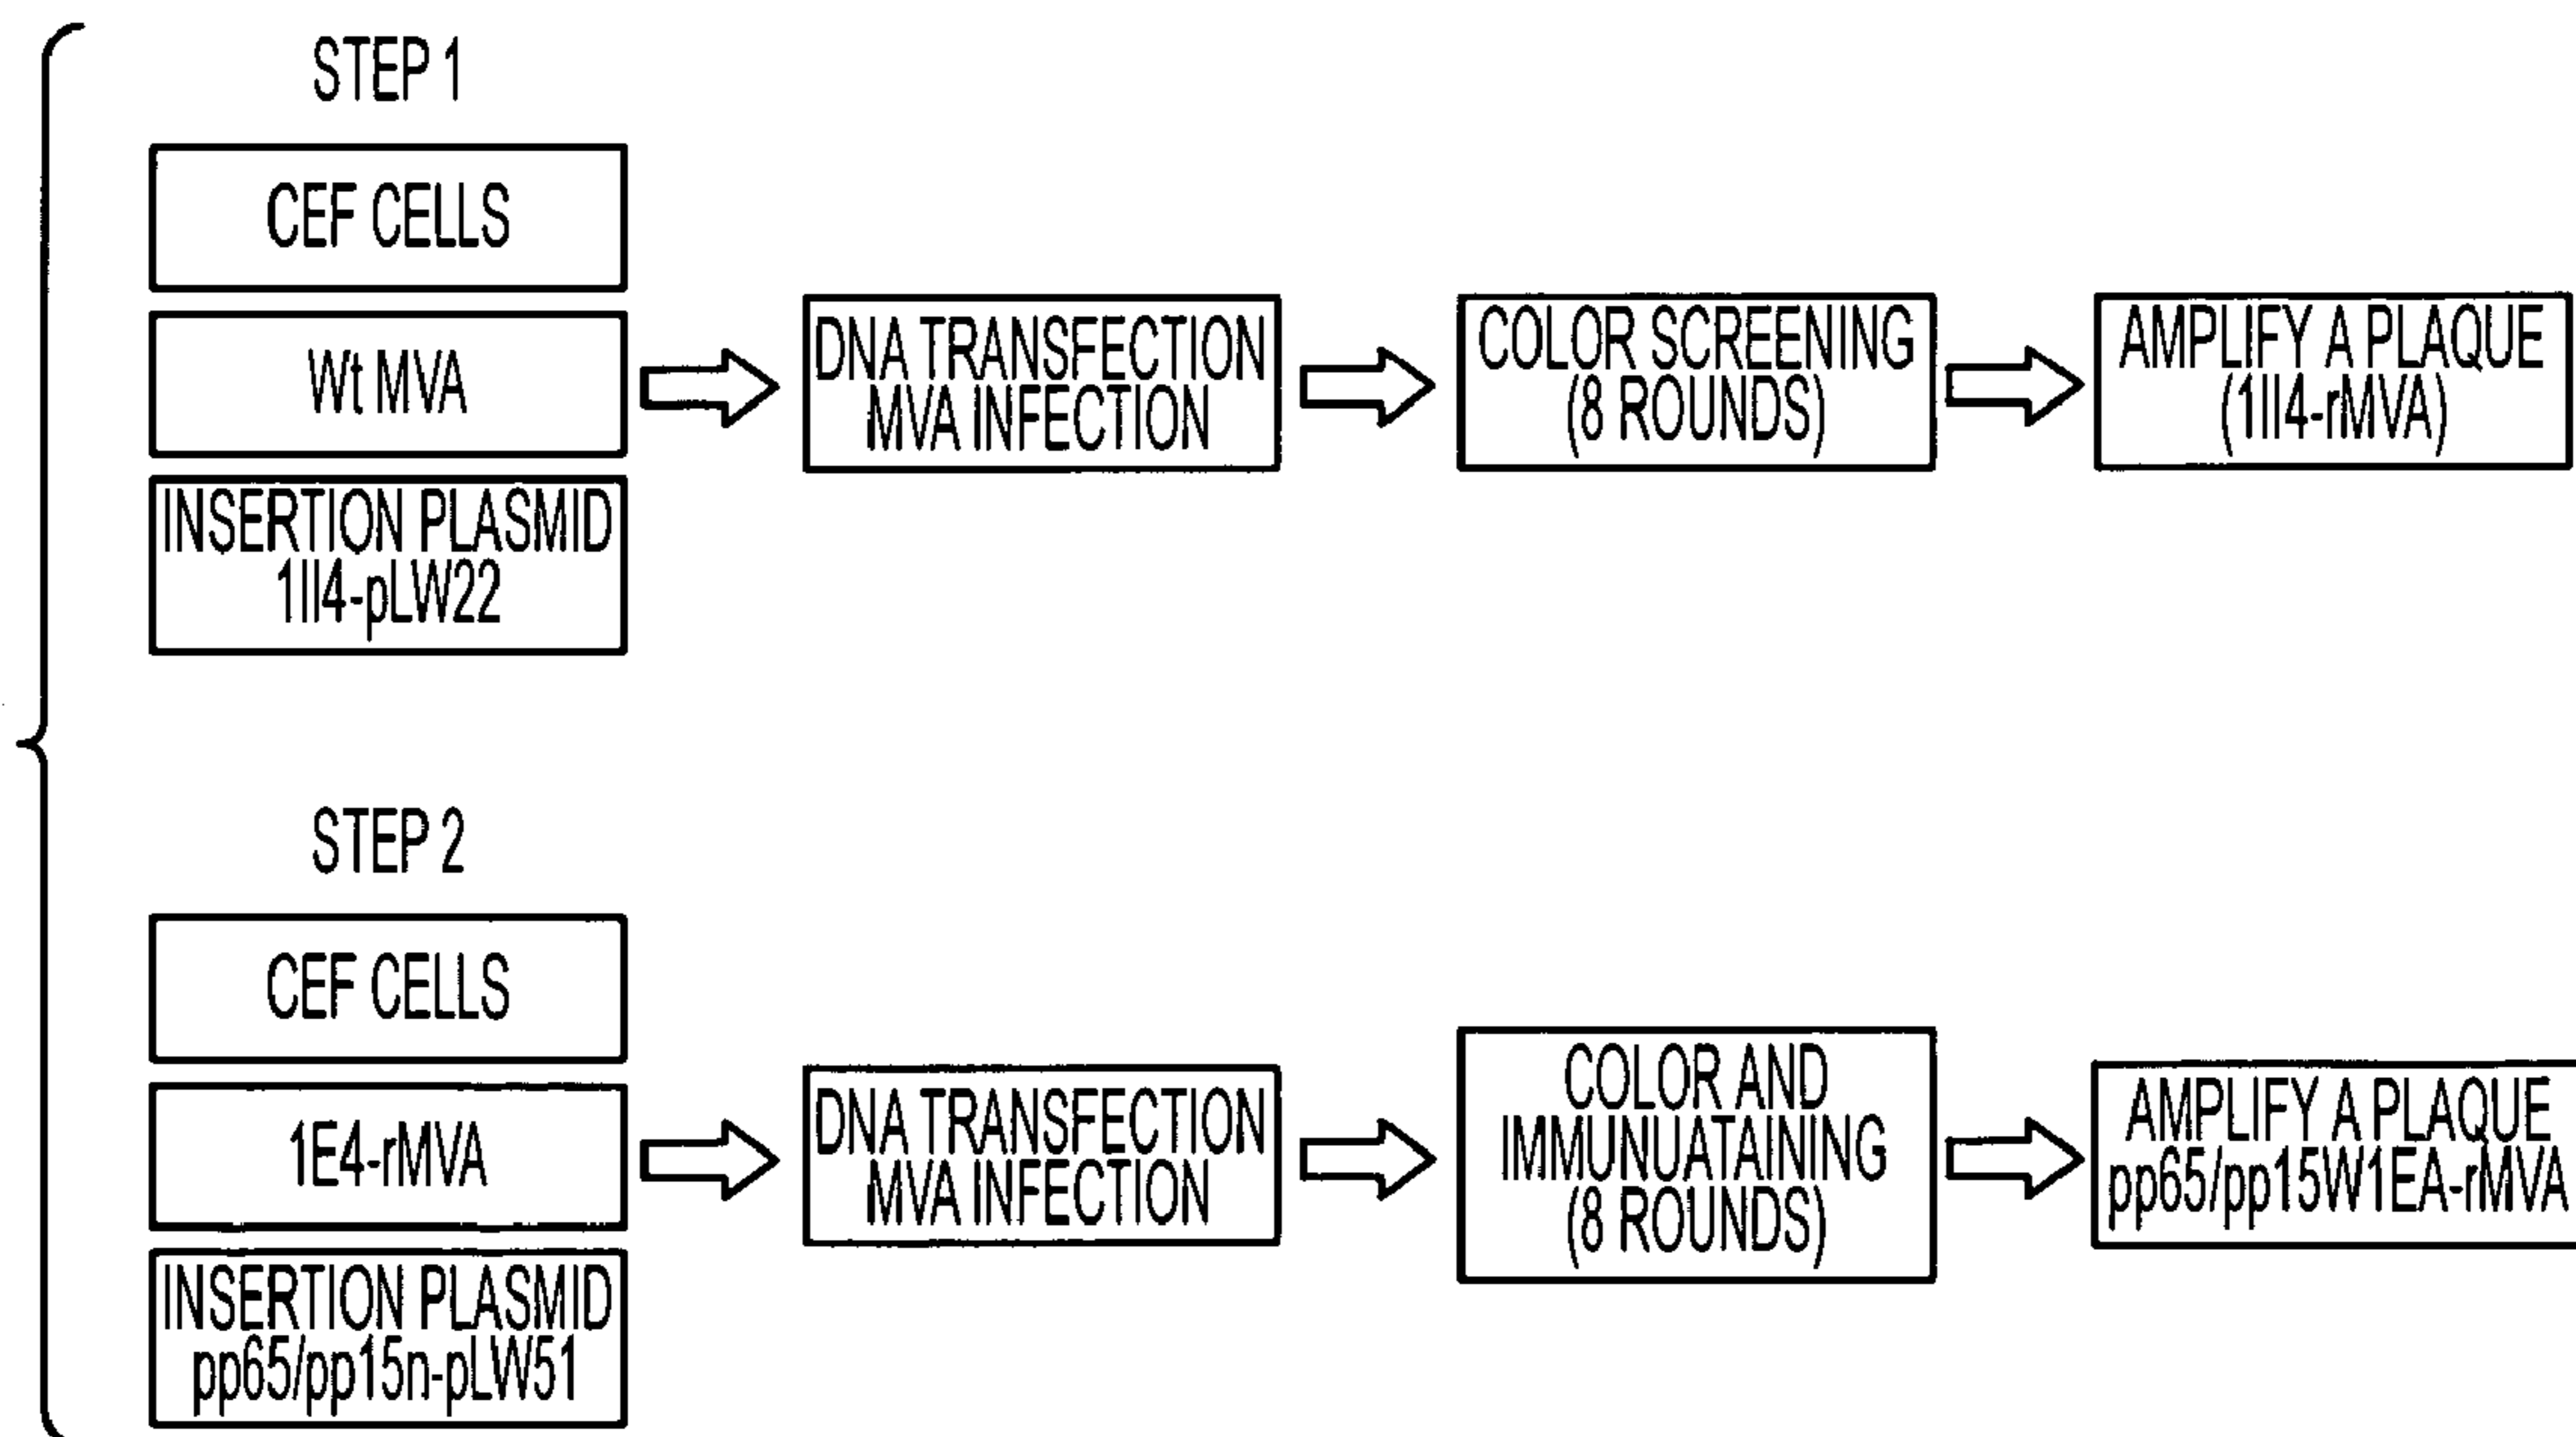 STEP 1
CEF CELLS
Wt MVA
INSERTION PLASMID
1II4-pLW22
DNA TRANSFECTION
MVA INFECTION
COLOR SCREENING
(8 ROUNDS)
AMPLIFY A PLAQUE
(1II4-rMVA)
STEP 2
CEF CELLS
1E4-rMVA
INSERTION PLASMID
pp65/pp15n-pLW51
DNA TRANSFECTION
MVA INFECTION
COLOR AND
IMMUNUATAINING
(8 ROUNDS)
AMPLIFY A PLAQUE
pp65/pp15W1EA-rMVA